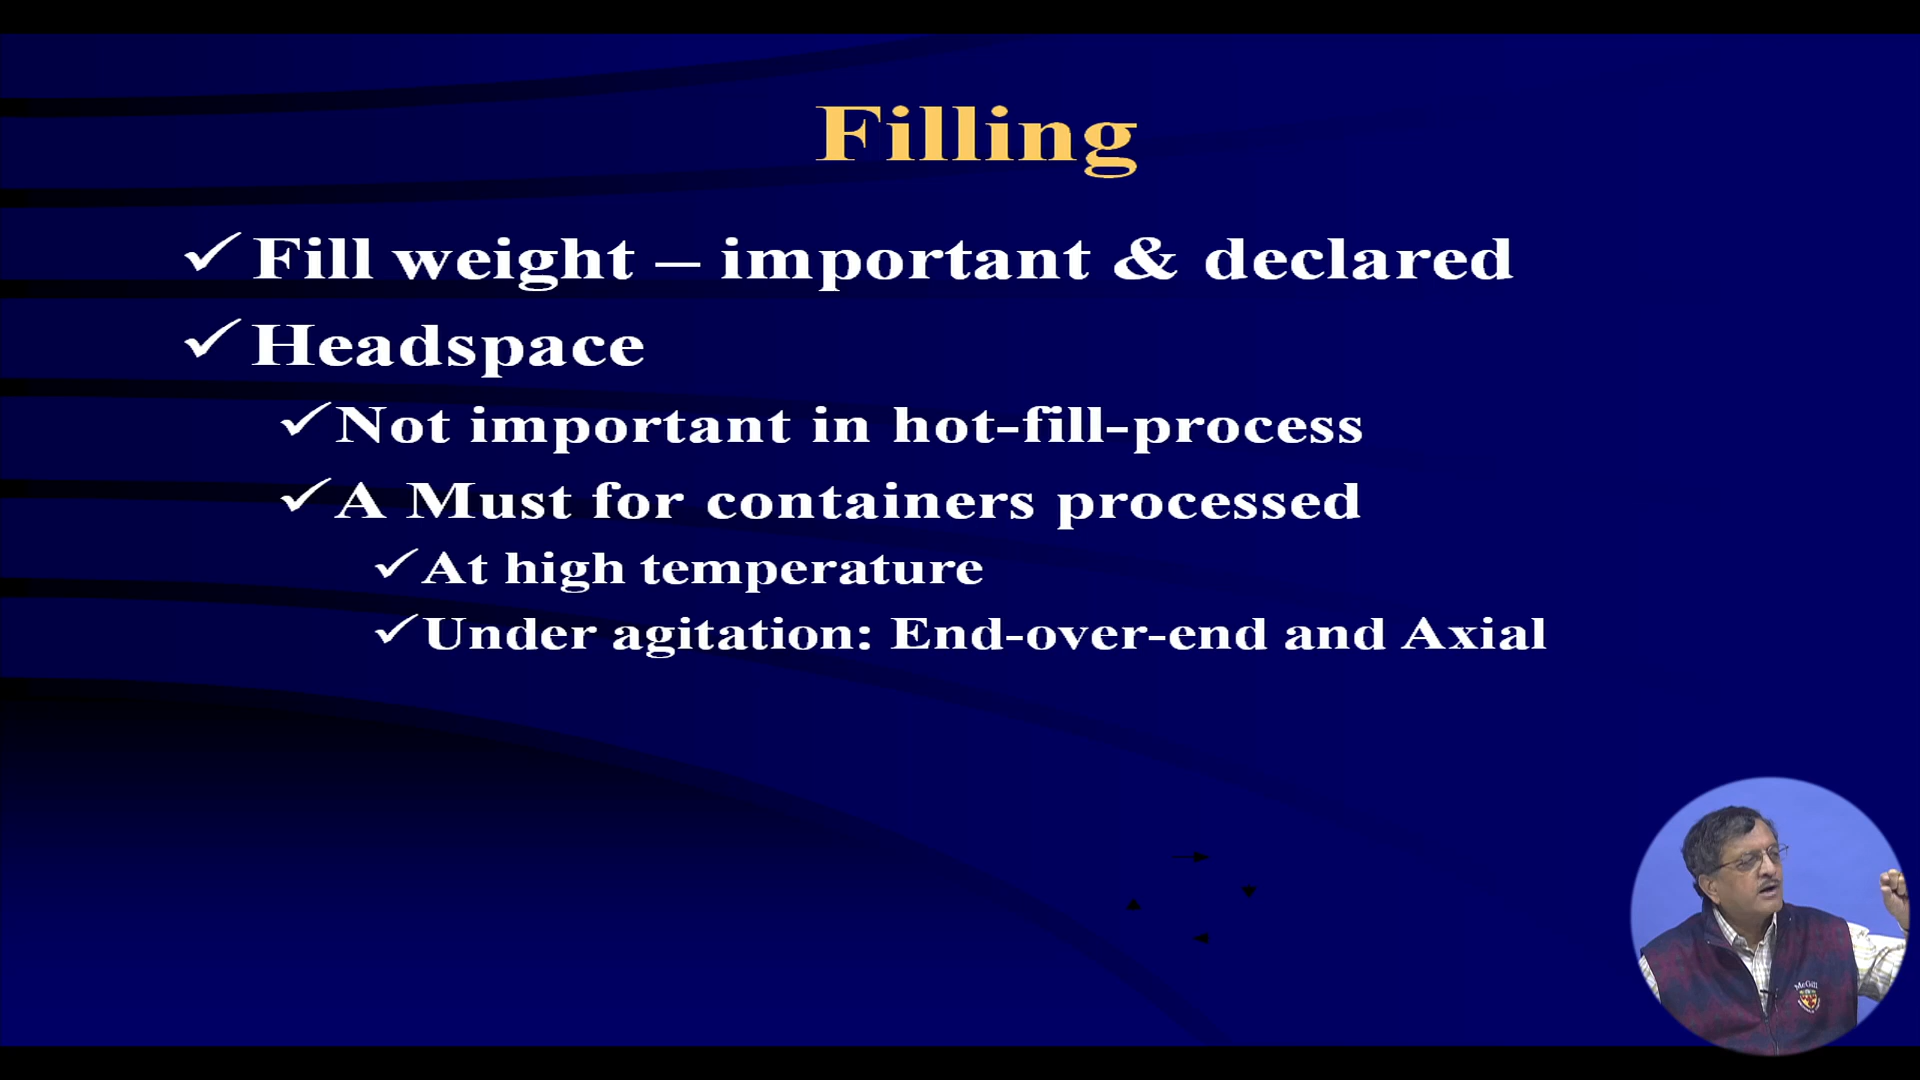 Filling
✓ Fill weight – important & declared
✓ Headspace
✓ Not important in hot-fill-process
✓ A Must for containers processed
✓ At high temperature
✓ Under agitation: End-over-end and Axial
McGill